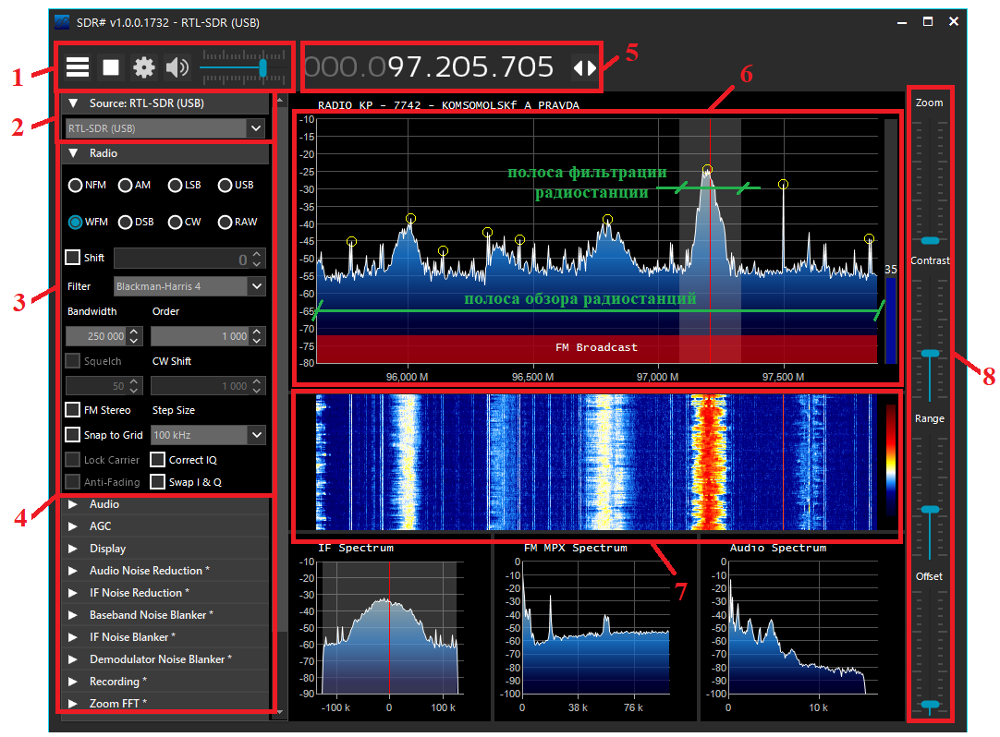 SDR# v1.0.0.1732 - RTL-SDR (USB)
1
000.097.205.705
5
6
Source: RTL-SDR (USB)
RTL-SDR (USB)
2
Radio
NFM AM LSB USB
WFM DSB CW RAW
Shift 0
Filter Blackman-Harris 4
3
Bandwidth Order
250 000 1 000
Squelch CW Shift
50 1 000
FM Stereo Step Size
Snap to Grid 100 kHz
Lock Carrier Correct IQ
Anti-Fading Swap I & Q
4
Audio
AGC
Display
Audio Noise Reduction *
IF Noise Reduction *
Baseband Noise Blanker *
IF Noise Blanker *
Demodulator Noise Blanker *
Recording *
Zoom FFT *
RADIO KP - 7742 - KOMSOMOLSKf A PRAVDA
-10
-15
-20
-25
-30
-35
-40
-45
-50
-55
-60
-65
-70
-75
-80
полоса фильтрации
радиостанции
полоса обзора радиостанций
FM Broadcast
96,000 M 96,500 M 97,000 M 97,500 M
35
7
IF Spectrum
-10
-20
-30
-40
-50
-60
-70
-80
-90
-100 k 0 100 k
FM MPX Spectrum
0
-10
-20
-30
-40
-50
-60
-70
-80
-90
-100
0 38 k 76 k
Audio Spectrum
0
-10
-20
-30
-40
-50
-60
-70
-80
-90
-100
0 10 k
Zoom
Contrast
8
Range
Offset